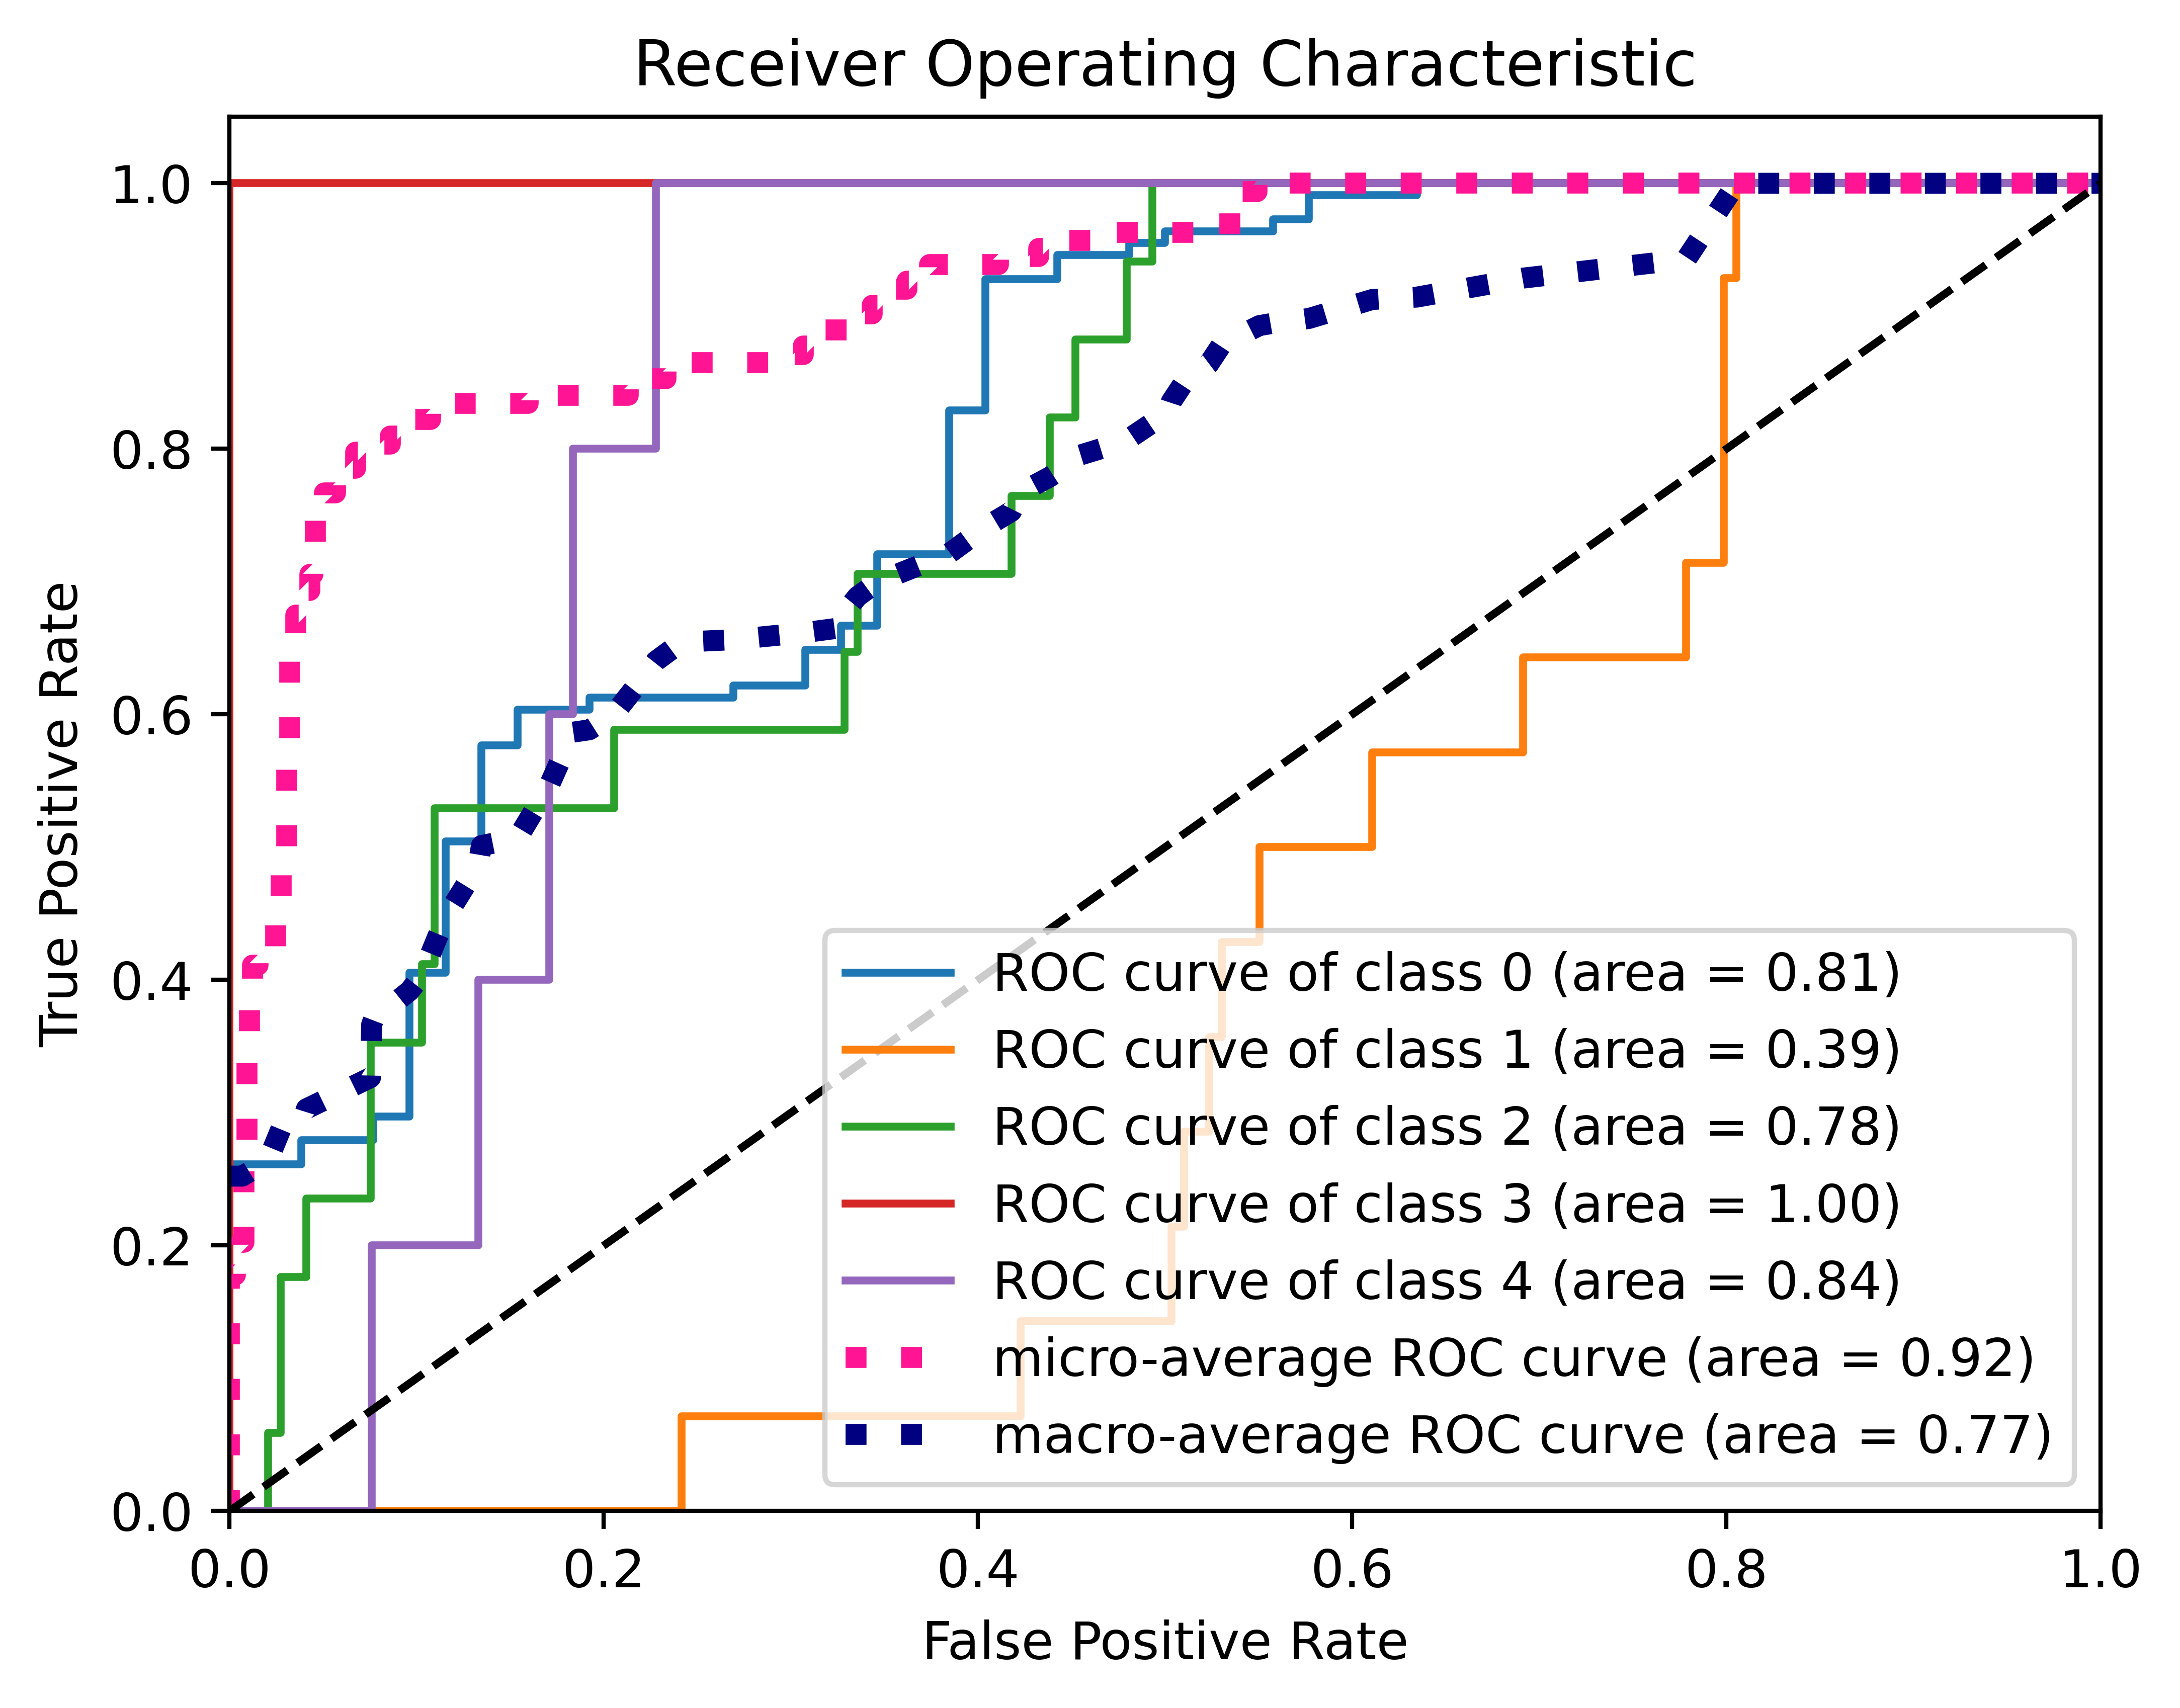 Receiver Operating Characteristic
True Positive Rate
1.0
0.8
0.6
0.4
0.2
0.0
ROC curve of class 0 (area = 0.81)
ROC curve of class 1 (area = 0.39)
ROC curve of class 2 (area = 0.78)
ROC curve of class 3 (area = 1.00)
ROC curve of class 4 (area = 0.84)
micro-average ROC curve (area = 0.92)
macro-average ROC curve (area = 0.77)
0.0 0.2 0.4 0.6 0.8 1.0
False Positive Rate